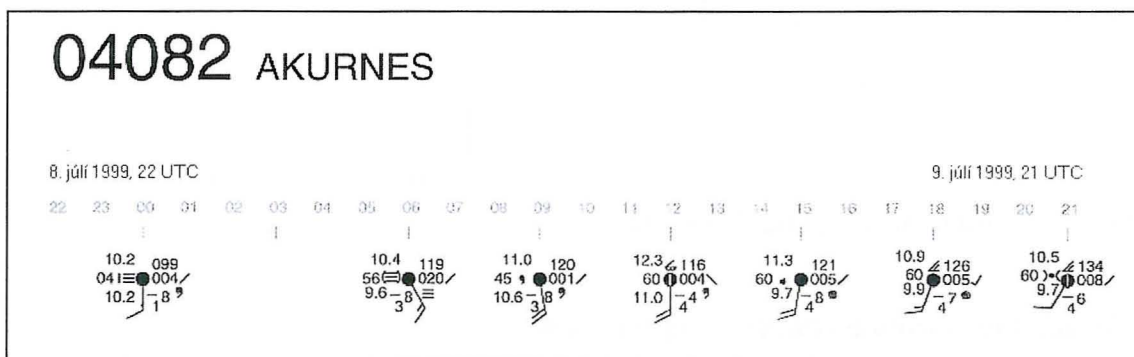 04082 AKURNES
8. júlí 1999, 22 UTC 9. júlí 1999, 21 UTC
22 23 00 01 02 03 04 05 06 07 08 09 10 11 12 13 14 15 16 17 18 19 20 21
10.2 10.4 11.0 12.3 11.3 10.9 10.5
099 119 120 116 121 126 134
04 004 56 020 45 001 60 004 60 005 60 005 60 008
10.2 8 9.6 8 10.6 8 11.0 4 9.7 8 9.9 7 9.7 6
1 3 3 4 4 4 4